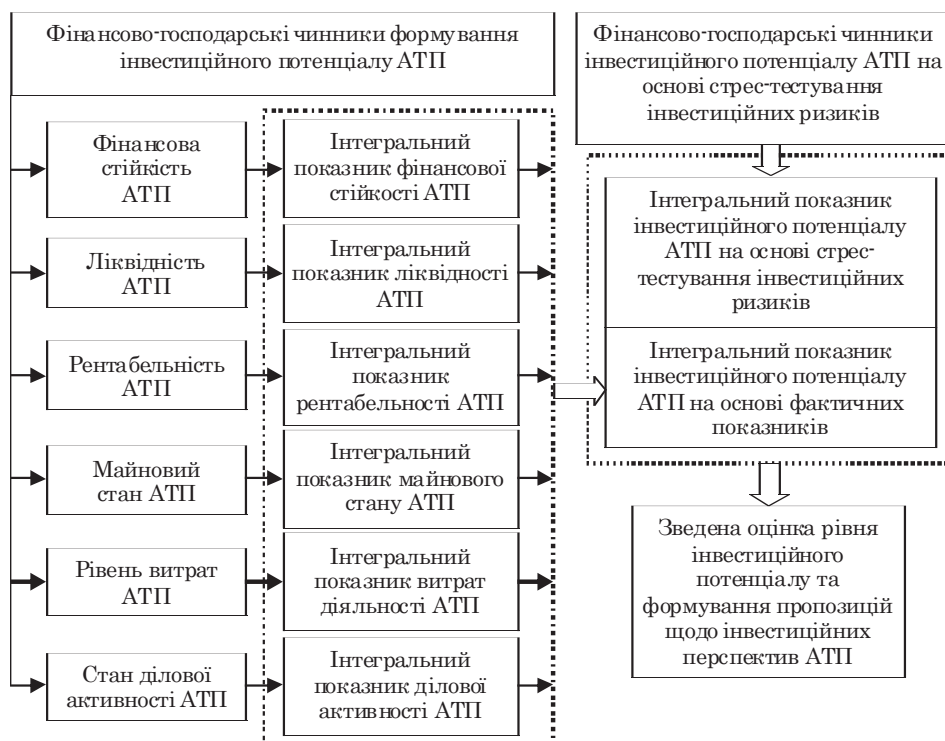 Фінансово-господарські чинники формування
інвестиційного потенціалу АТП
Фінансова
стійкість
АТП
Інтегральний
показник фінансової
стійкості АТП
Ліквідність
АТП
Інтегральний
показник ліквідності
АТП
Рентабельність
АТП
Інтегральний
показник
рентабельності АТП
Майновий
стан АТП
Інтегральний
показник майнового
стану АТП
Рівень витрат
АТП
Інтегральний
показник витрат
діяльності АТП
Стан ділової
активності АТП
Інтегральний
показник ділової
активності АТП
Фінансово-господарські чинники
інвестиційного потенціалу АТП на
основі стрес-тестування
інвестиційних ризиків
Інтегральний показник
інвестиційного потенціалу
АТП на основі стрес-
тестування інвестиційних
ризиків
Інтегральний показник
інвестиційного потенціалу
АТП на основі фактичних
показників
Зведена оцінка рівня
інвестиційного
потенціалу та
формування пропозицій
щодо інвестиційних
перспектив АТП